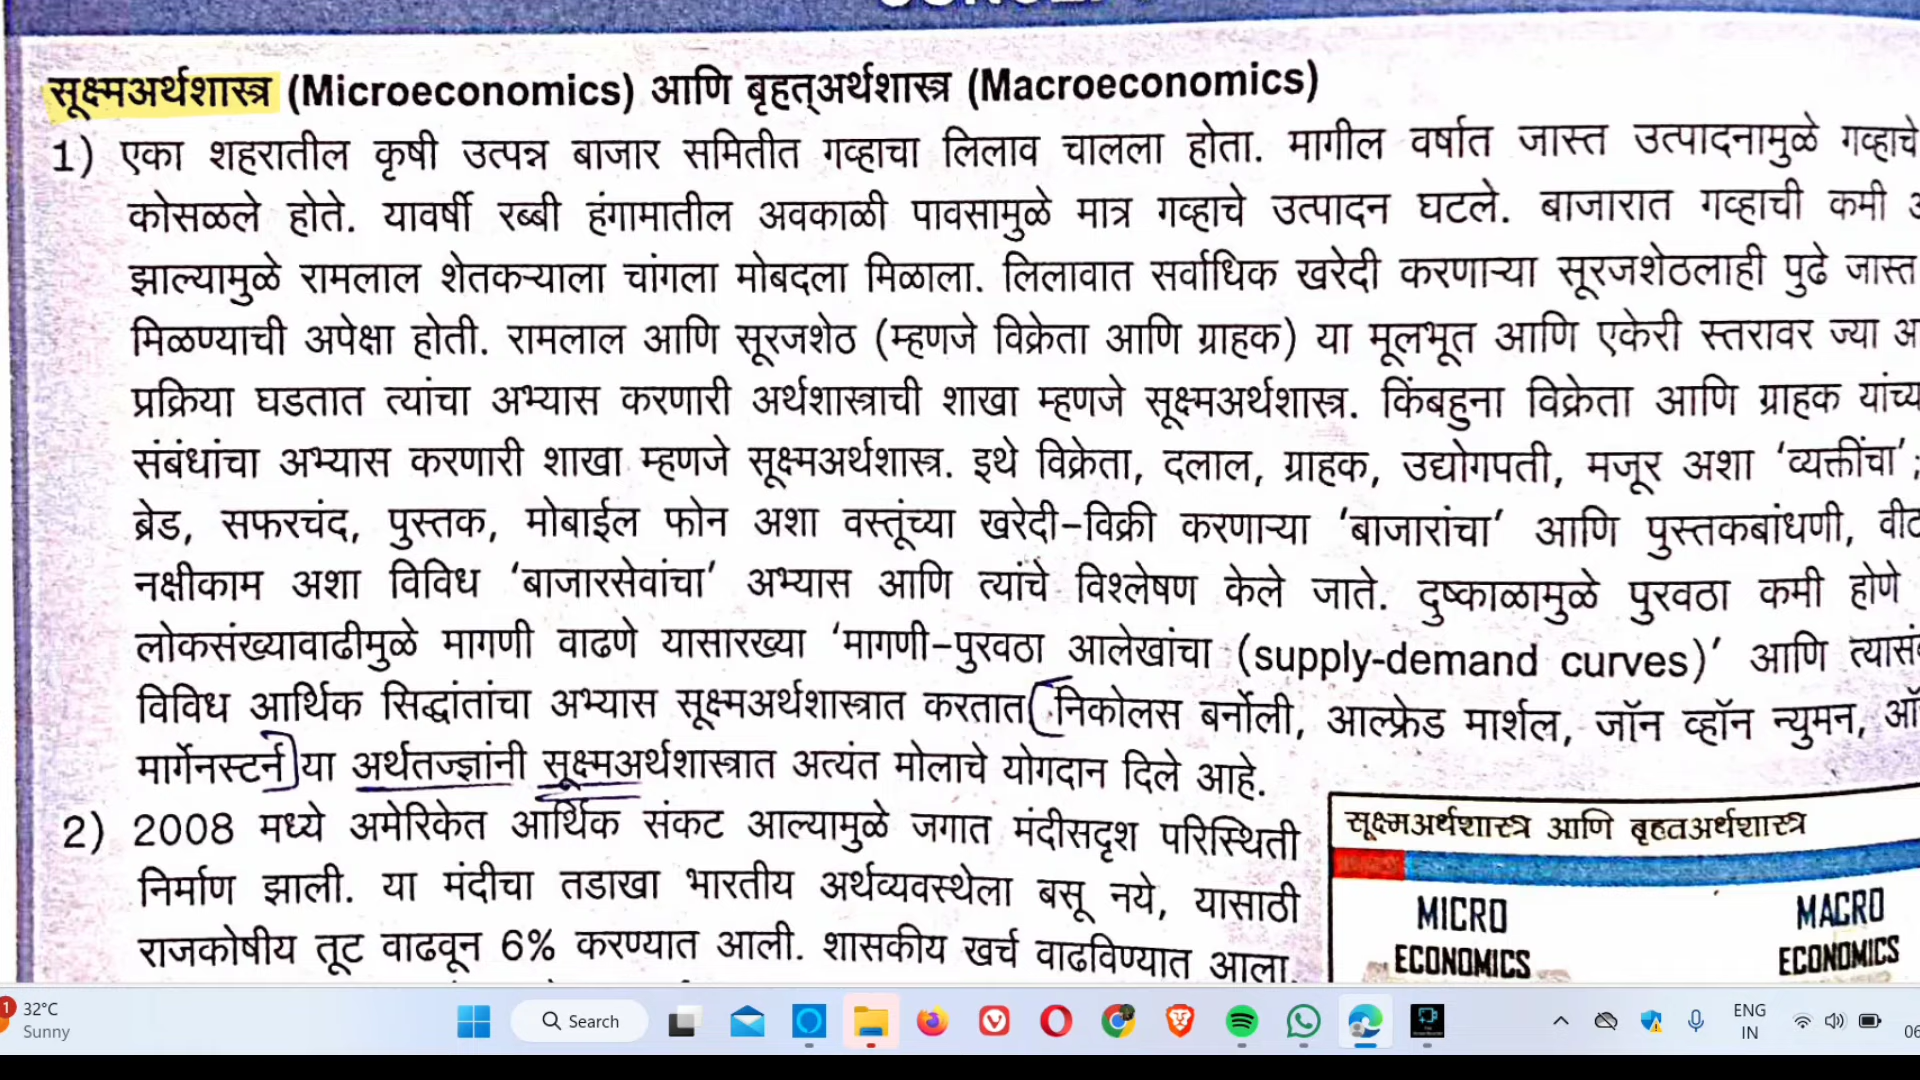 सूक्ष्मअर्थशास्त्र (Microeconomics) आणि बृहत्अर्थशास्त्र (Macroeconomics)
1) एका शहरातील कृषी उत्पन्न बाजार समितीत गव्हाचा लिलाव चालला होता. मागील वर्षात जास्त उत्पादनामुळे गव्हाचे
कोसळले होते. यावर्षी रब्बी हंगामातील अवकाळी पावसामुळे मात्र गव्हाचे उत्पादन घटले. बाजारात गव्हाची कमी
झाल्यामुळे रामलाल शेतकऱ्याला चांगला मोबदला मिळाला. लिलावात सर्वाधिक खरेदी करणाऱ्या सूरजशेठलाही पुढे जास्त
मिळण्याची अपेक्षा होती. रामलाल आणि सूरजशेठ (म्हणजे विक्रेता आणि ग्राहक) या मूलभूत आणि एकेरी स्तरावर ज्या
प्रक्रिया घडतात त्यांचा अभ्यास करणारी अर्थशास्त्राची शाखा म्हणजे सूक्ष्मअर्थशास्त्र. किंबहुना विक्रेता आणि ग्राहक
संबंधांचा अभ्यास करणारी शाखा म्हणजे सूक्ष्मअर्थशास्त्र. इथे विक्रेता, दलाल, ग्राहक, उद्योगपती, मजूर अशा ‘व्यक्तींचा’;
ब्रेड, सफरचंद, पुस्तक, मोबाईल फोन अशा वस्तूंच्या खरेदी-विक्री करणाऱ्या ‘बाजारांचा’ आणि पुस्तकबांधणी,
नक्षीकाम अशा विविध ‘बाजारसेवांचा’ अभ्यास आणि त्यांचे विश्लेषण केले जाते. दुष्काळामुळे पुरवठा कमी होणे
लोकसंख्यावाढीमुळे मागणी वाढणे यासारख्या ‘मागणी-पुरवठा आलेखांचा (supply-demand curves)’ आणि
विविध आर्थिक सिद्धांतांचा अभ्यास सूक्ष्मअर्थशास्त्रात करतात. निकोलस बर्नोली, आल्फ्रेड मार्शल, जॉन व्हॉन न्युमन,
मार्गेनस्टर्न या अर्थतज्ज्ञांनी सूक्ष्मअर्थशास्त्रात अत्यंत मोलाचे योगदान दिले आहे.
2) 2008 मध्ये अमेरिकेत आर्थिक संकट आल्यामुळे जगात मंदीसदृश परिस्थिती
निर्माण झाली. या मंदीचा तडाखा भारतीय अर्थव्यवस्थेला बसू नये, यासाठी
राजकोषीय तूट वाढवून 6% करण्यात आली. शासकीय खर्च वाढविण्यात आला,
सूक्ष्मअर्थशास्त्र आणि बृहतअर्थशास्त्र
MICRO
ECONOMICS
MACRO
ECONOMICS
1
32°C
Sunny
Search
ENG
IN